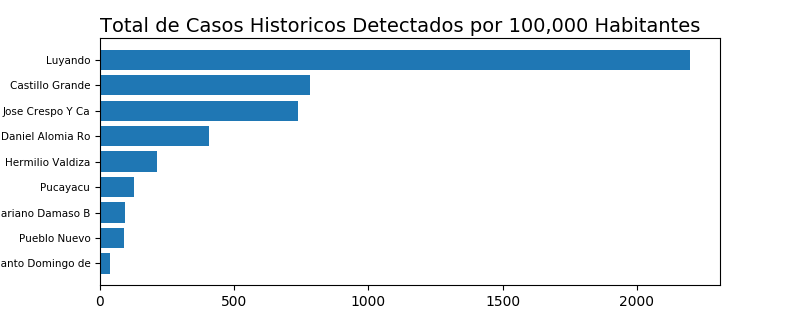 Total de Casos Historicos Detectados por 100,000 Habitantes
Luyando
Castillo Grande
Jose Crespo Y Ca
Daniel Alomia Ro
Hermilio Valdiza
Pucayacu
ariano Damaso B
Pueblo Nuevo
anto Domingo de
0 500 1000 1500 2000